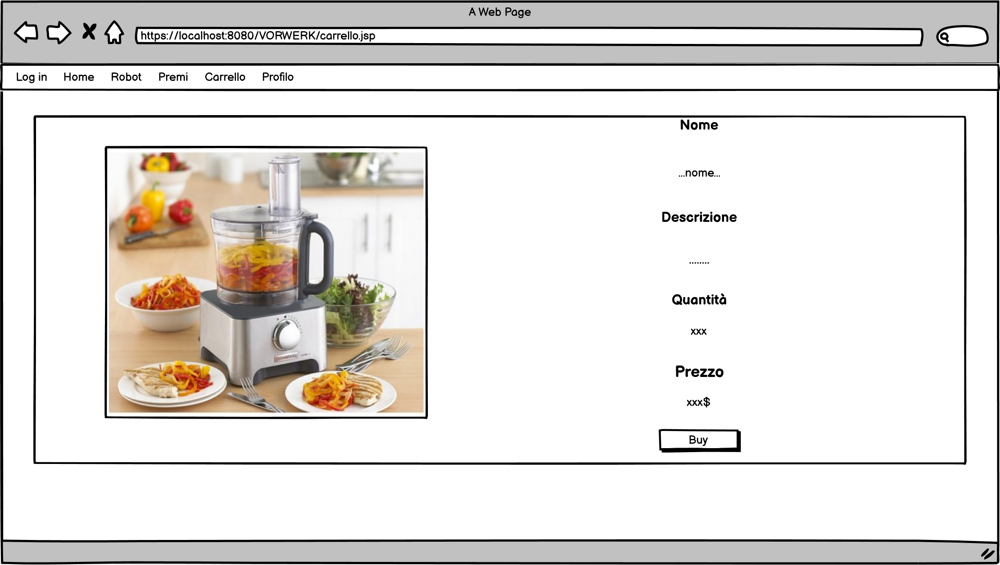 A Web Page
https://localhost:8080/VORWERK/carrello.jsp
Log in Home Robot Premi Carrello Profilo
Nome
...nome...
Descrizione
........
Quantità
xxx
Prezzo
xxx$
Buy
KENWOOD
KENWOOD